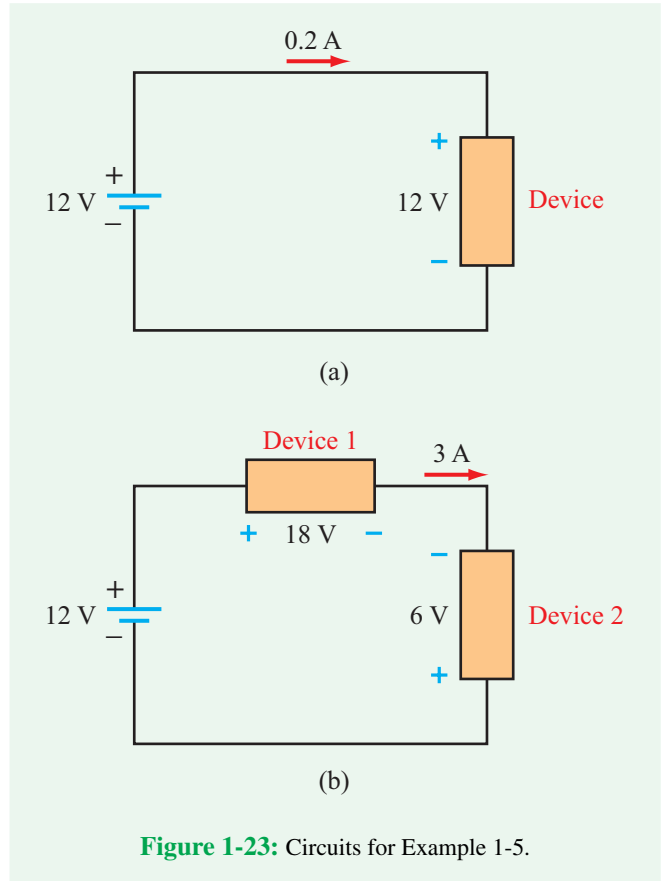 0.2 A
+
+
12 V
12 V
Device
−
−
(a)
Device 1
3 A
+ 18 V −
−
+
12 V
6 V
Device 2
−
+
(b)
Figure 1-23: Circuits for Example 1-5.